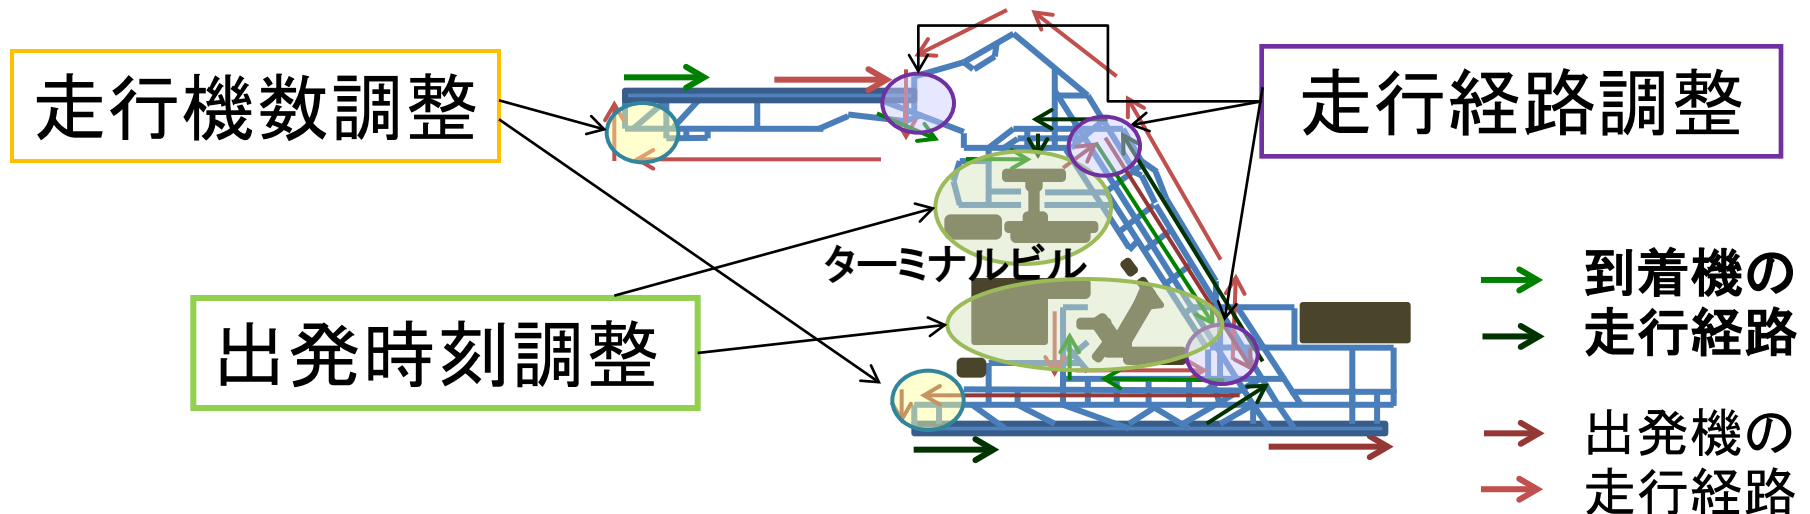 走行機数調整
走行経路調整
ターミナルビル
出発時刻調整
到着機の
走行経路
出発機の
走行経路